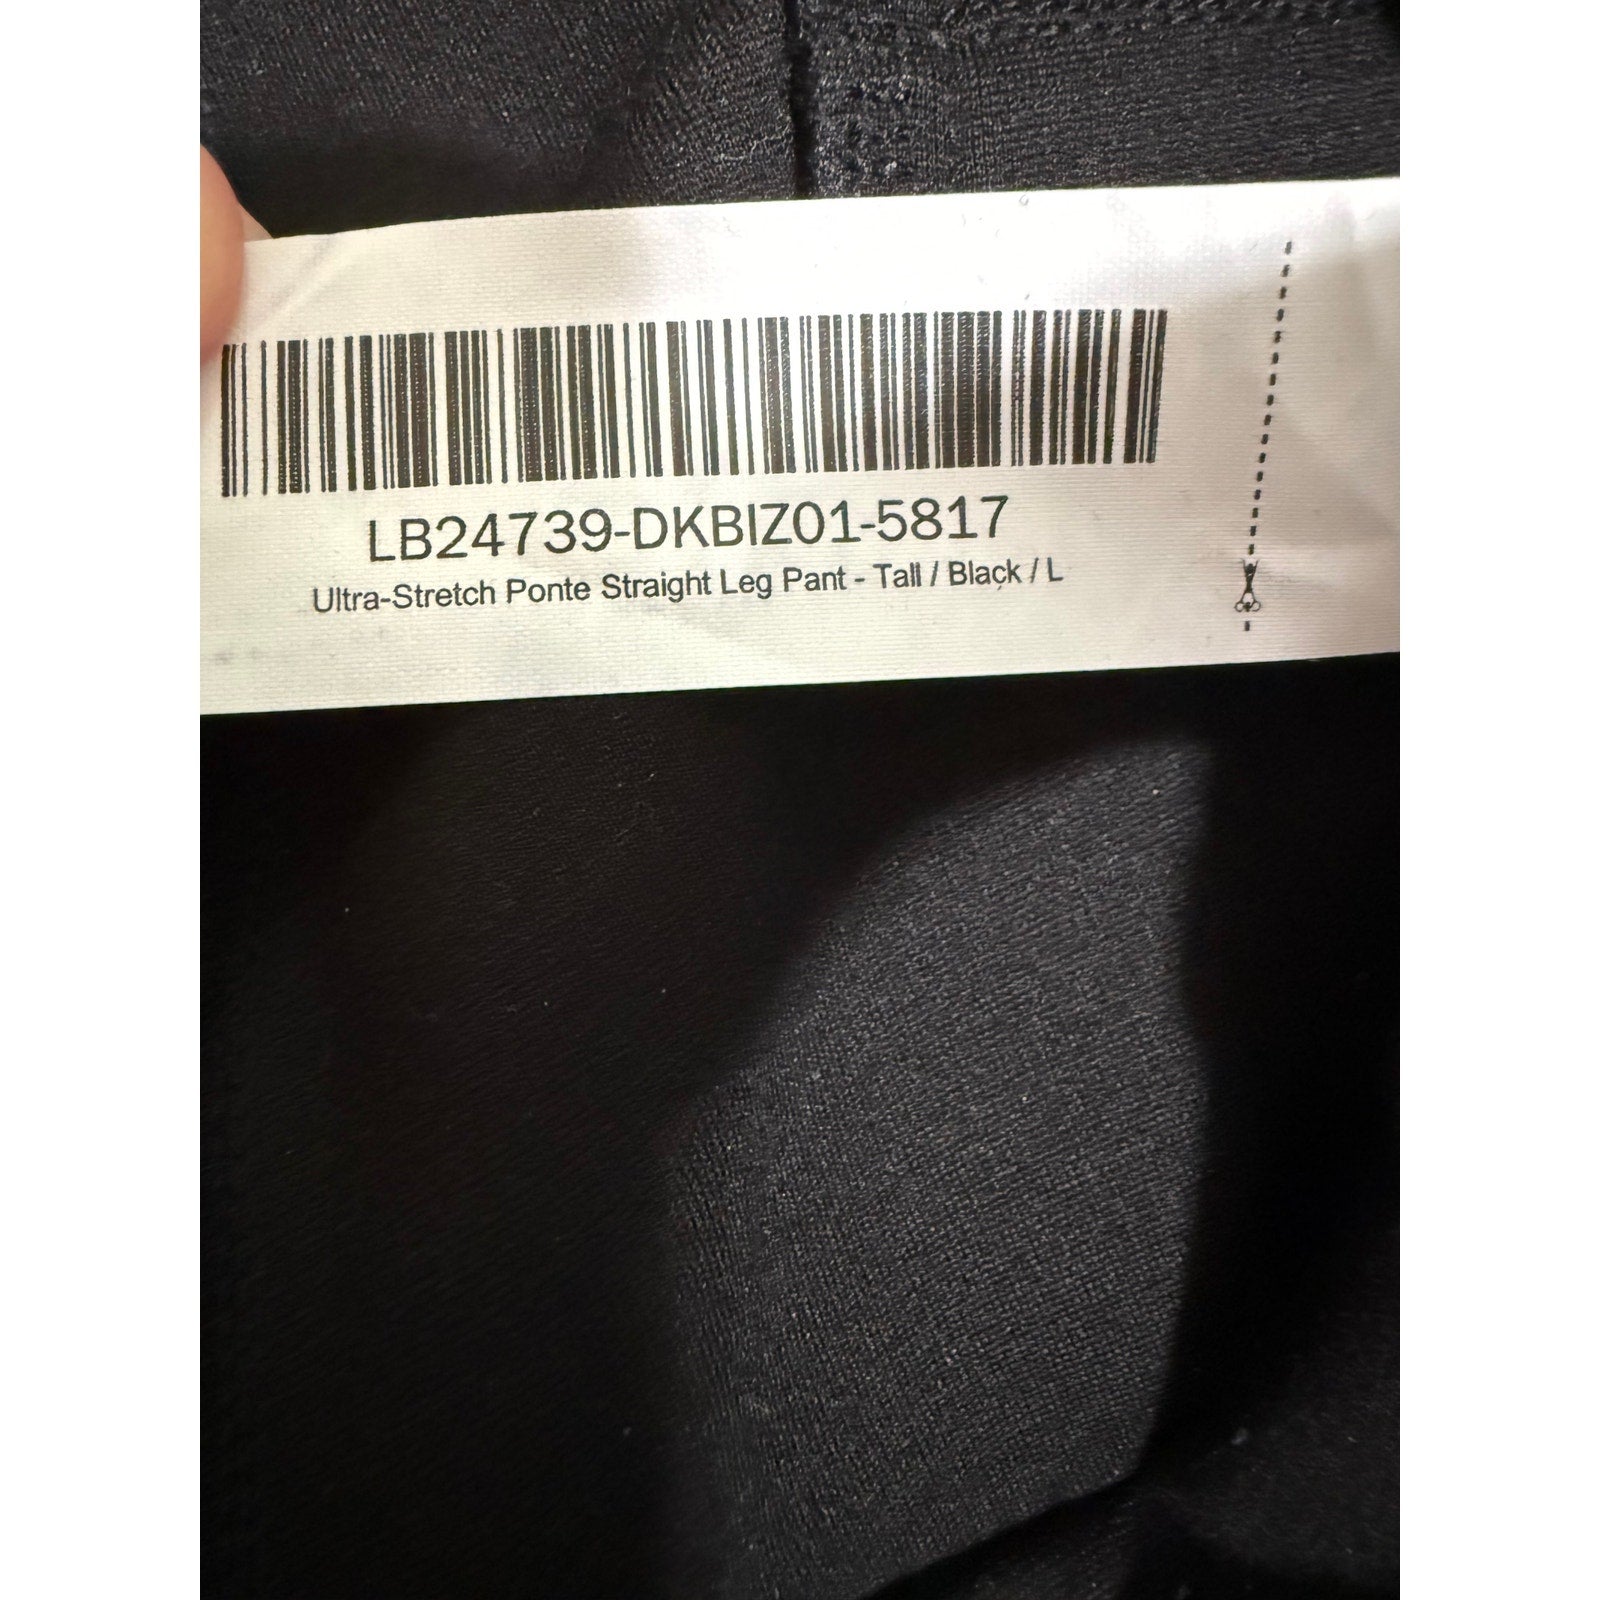 LB24739-DKBIZ01-5817
Ultra-Stretch Ponte Straight Leg Pant - Tall / Black / L